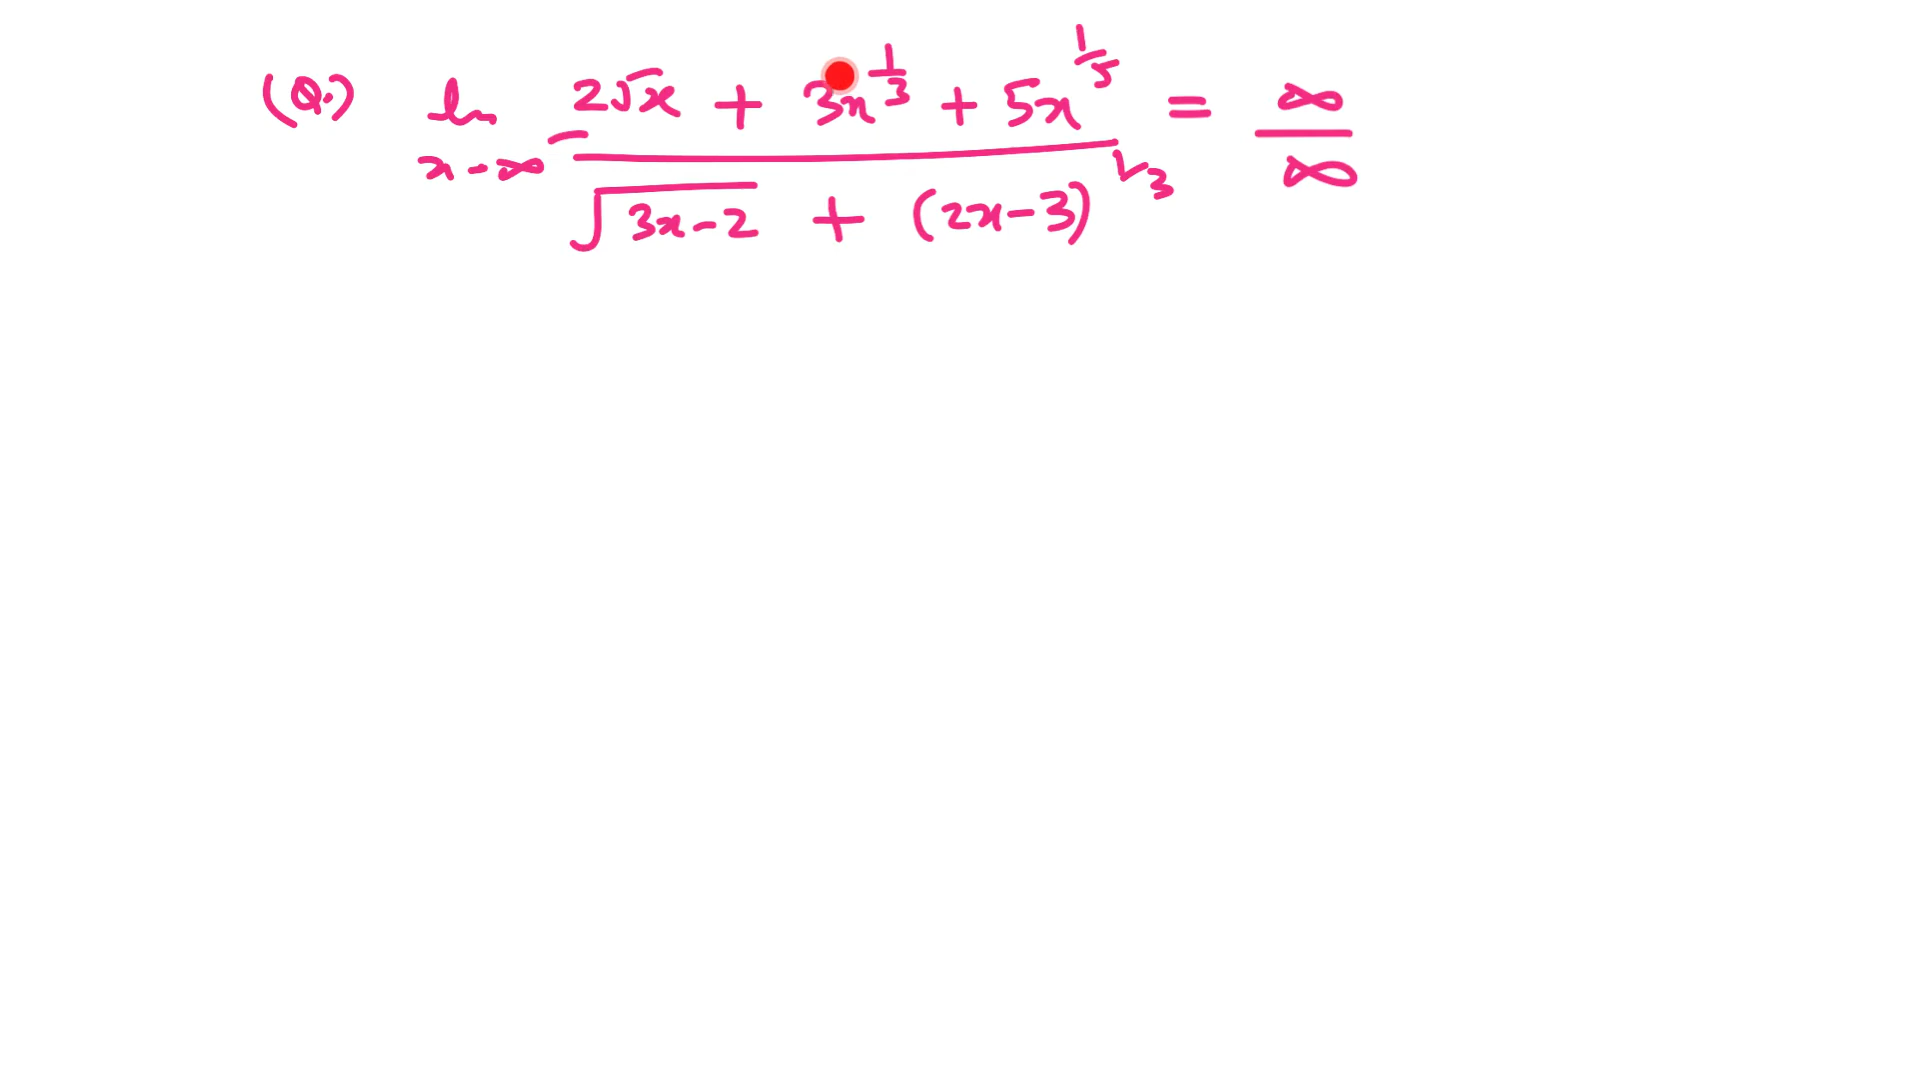 (Q.) lim x→∞ (2√x + 3x^(1/3) + 5x^(1/5)) / (√(3x-2) + (2x-3)^(1/3)) = ∞/∞